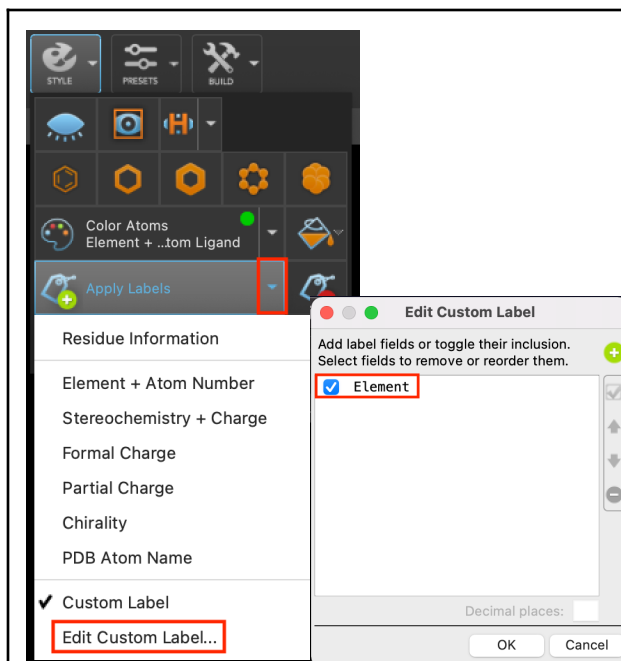 STYLE
PRESETS
BUILD
Color Atoms
Element + ...tom Ligand
Apply Labels
Residue Information
Element + Atom Number
Stereochemistry + Charge
Formal Charge
Partial Charge
Chirality
PDB Atom Name
Custom Label
Edit Custom Label...
Edit Custom Label
Add label fields or toggle their inclusion.
Select fields to remove or reorder them.
Element
Decimal places:
OK
Cancel